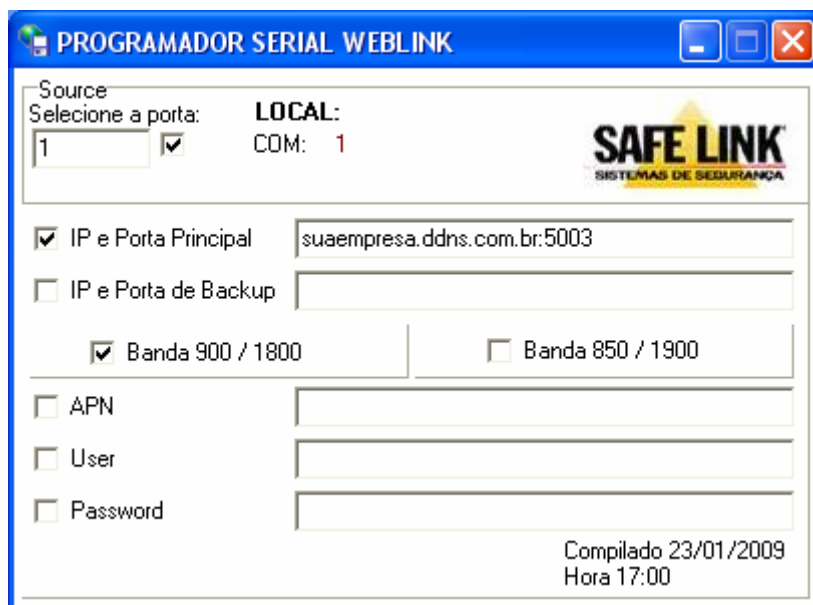 PROGRAMADOR SERIAL WEBLINK
Source
Selecione a porta:
LOCAL:
1
COM: 1
SAFE LINK
SISTEMAS DE SEGURANÇA
IP e Porta Principal
suaempresa.ddns.com.br:5003
IP e Porta de Backup
Banda 900 / 1800
Banda 850 / 1900
APN
User
Password
Compilado 23/01/2009
Hora 17:00